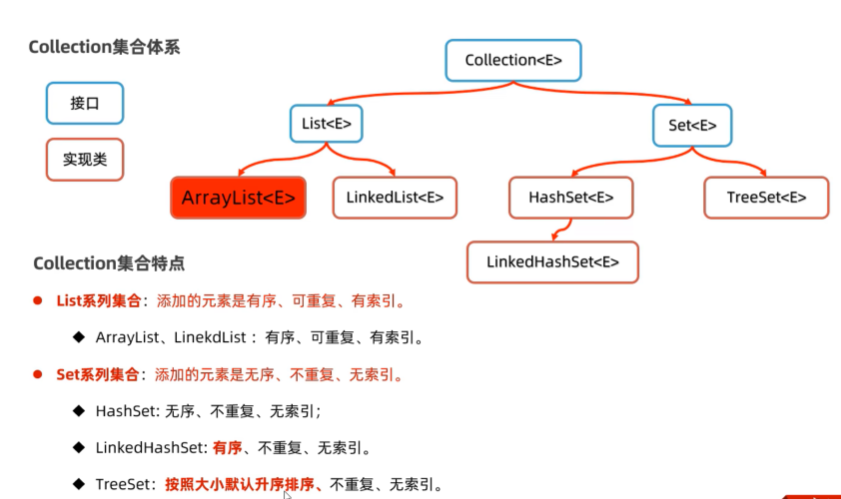 Collection集合体系
Collection<E>
接口
List<E>
Set<E>
实现类
ArrayList<E>
LinkedList<E>
HashSet<E>
TreeSet<E>
LinkedHashSet<E>
Collection集合特点
List系列集合：添加的元素是有序、可重复、有索引。
ArrayList、LinekdList ：有序、可重复、有索引。
Set系列集合：添加的元素是无序、不重复、无索引。
HashSet: 无序、不重复、无索引；
LinkedHashSet: 有序、不重复、无索引。
TreeSet：按照大小默认升序排序、不重复、无索引。